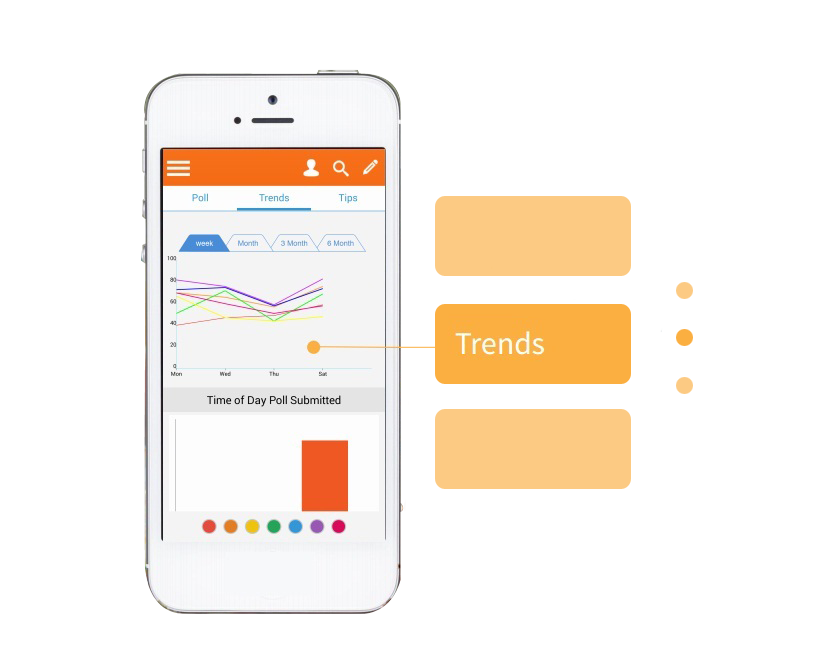 Poll Trends Tips
week Month 3 Month 6 Month
100
80
60
40
20
0
Mon Wed Thu Sat
Trends
Time of Day Poll Submitted